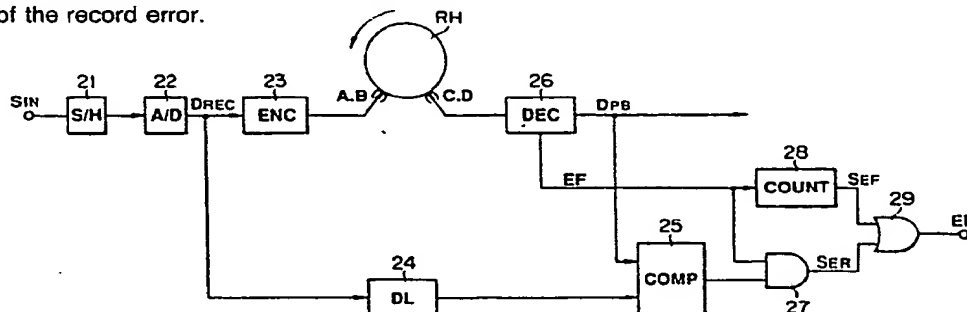 of the record error.
RH
21
22
23
A.B
C.D
26
SIN
S/H
A/D
DREC
ENC
DEC
DPB
28
EF
COUNT
SEF
29
25
24
DL
COMP
SER
27